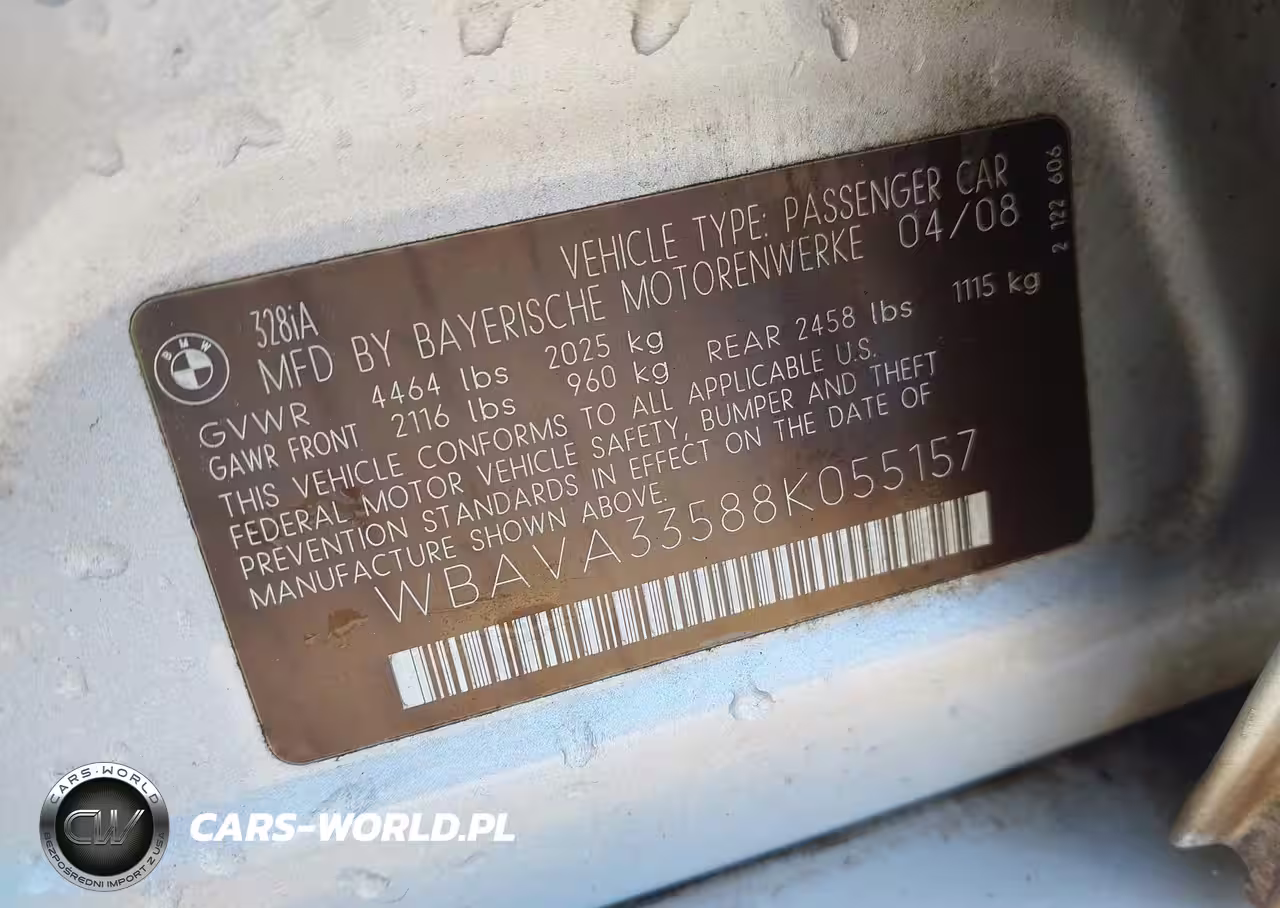 BMW
328iA
VEHICLE TYPE: PASSENGER CAR
MFD BY BAYERISCHE MOTORENWERKE 04/08
GVWR 4464 lbs 2025 kg
GAWR FRONT 2116 lbs 960 kg REAR 2458 lbs 1115 kg
THIS VEHICLE CONFORMS TO ALL APPLICABLE U.S.
FEDERAL MOTOR VEHICLE SAFETY, BUMPER AND THEFT
PREVENTION STANDARDS IN EFFECT ON THE DATE OF
MANUFACTURE SHOWN ABOVE.
WBAVA33588K055157
2 122 606
CARS-WORLD
CW
BEZPOŚREDNI IMPORT Z USA
CARS-WORLD.PL